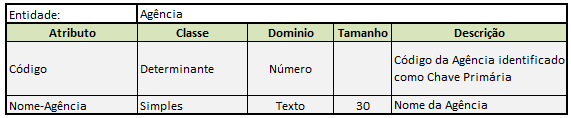 Entidade: Agência
Atributo Classe Dominio Tamanho Descrição
Código Determinante Número Código da Agência identificado
como Chave Primária
Nome-Agência Simples Texto 30 Nome da Agência